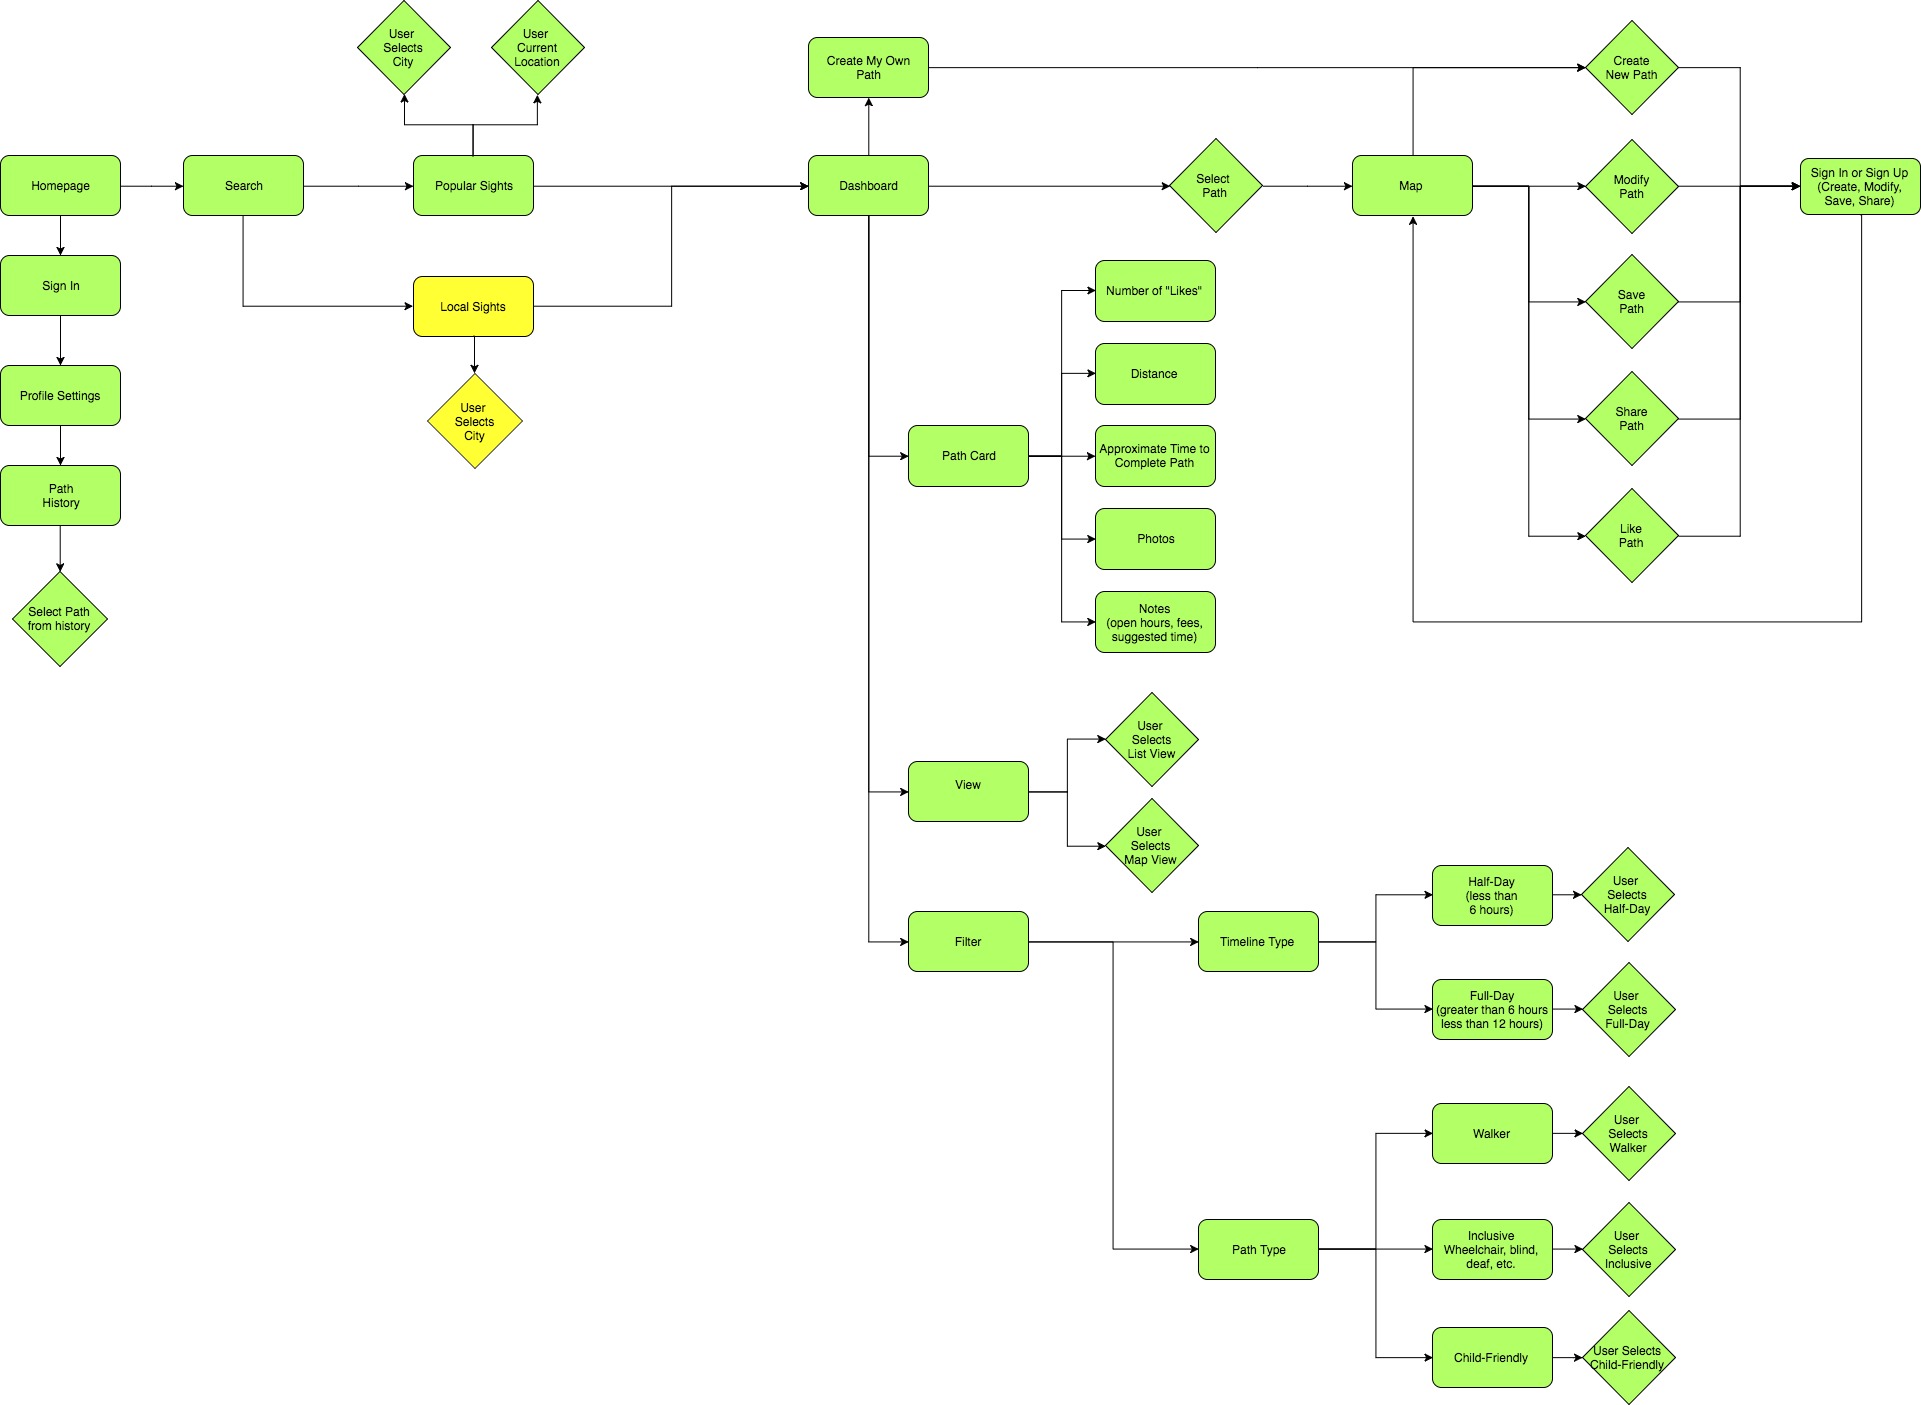 User
Selects
City
User
Current
Location
Create My Own
Path
Create
New Path
Homepage
Search
Popular Sights
Dashboard
Select
Path
Map
Modify
Path
Sign In or Sign Up
(Create, Modify,
Save, Share)
Sign In
Local Sights
Number of "Likes"
Save
Path
Profile Settings
User
Selects
City
Distance
Share
Path
Path
History
Path Card
Approximate Time to
Complete Path
Photos
Like
Path
Select Path
from history
Notes
(open hours, fees,
suggested time)
User
Selects
List View
View
User
Selects
Map View
Half-Day
(less than
6 hours)
User
Selects
Half-Day
Filter
Timeline Type
Full-Day
(greater than 6 hours
less than 12 hours)
User
Selects
Full-Day
Walker
User
Selects
Walker
Path Type
Inclusive
Wheelchair, blind,
deaf, etc.
User
Selects
Inclusive
Child-Friendly
User Selects
Child-Friendly